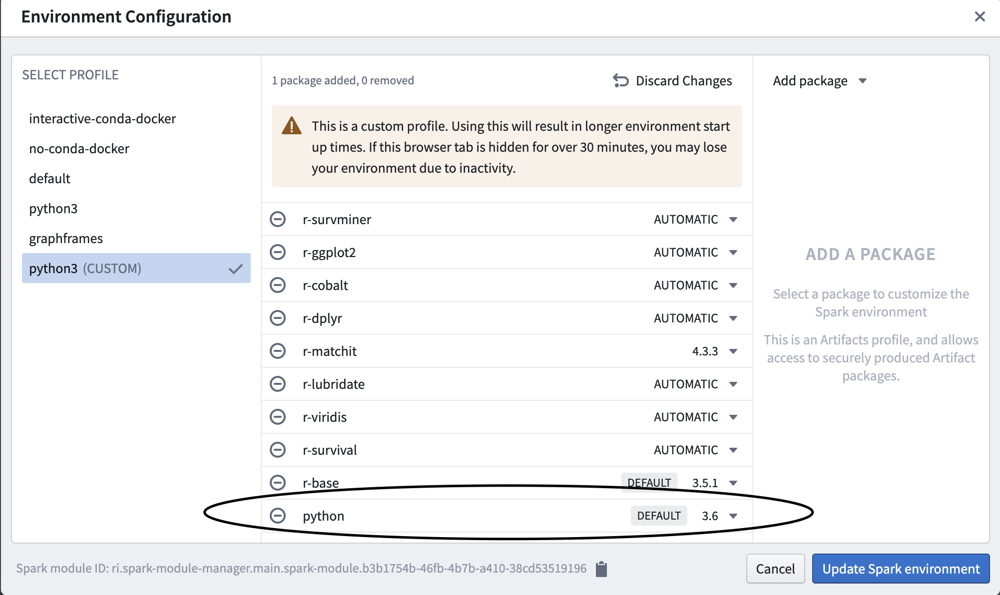 Environment Configuration
SELECT PROFILE
interactive-conda-docker
no-conda-docker
default
python3
graphframes
python3 (CUSTOM)
1 package added, 0 removed
Discard Changes
This is a custom profile. Using this will result in longer environment start
up times. If this browser tab is hidden for over 30 minutes, you may lose
your environment due to inactivity.
r-survminer AUTOMATIC
r-ggplot2 AUTOMATIC
r-cobalt AUTOMATIC
r-dplyr AUTOMATIC
r-matchit 4.3.3
r-lubridate AUTOMATIC
r-viridis AUTOMATIC
r-survival AUTOMATIC
r-base DEFAULT 3.5.1
python DEFAULT 3.6
Add package
ADD A PACKAGE
Select a package to customize the
Spark environment
This is an Artifacts profile, and allows
access to securely produced Artifact
packages.
Spark module ID: ri.spark-module-manager.main.spark-module.b3b1754b-46fb-4b7b-a410-38cd53519196
Cancel
Update Spark environment